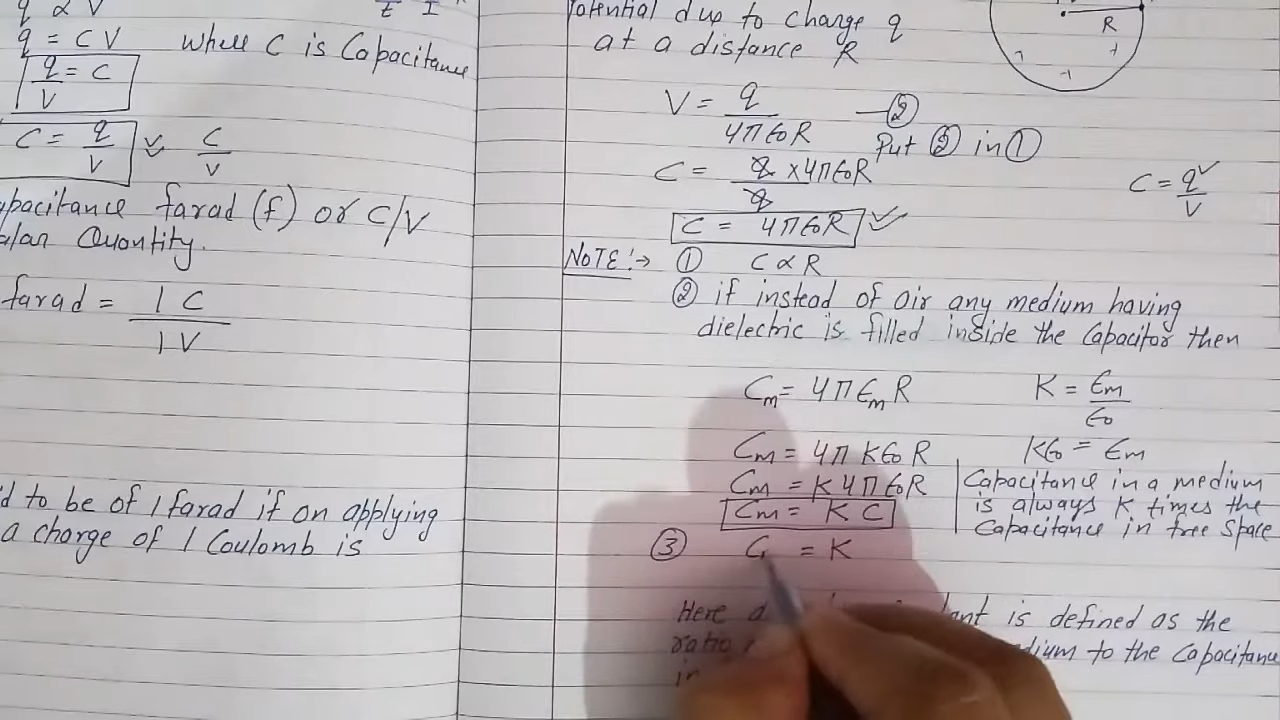 q ∝ V
q = CV where C is Capacitance
q/V = C
C = q/V C/V
farad (f) or C/V
Quantity.
farad = 1 C / 1 V
to be of 1 farad if on applying
a charge of 1 Coulomb is
t I
Potential due to charge q
at a distance R
R
+
V = q / 4πϵ0R —②
Put ② in ①
C = q × 4πϵ0R / q
C = 4πϵ0R
C = q/V
NOTE:→ ① C ∝ R
② if instead of air any medium having
dielectric is filled inside the Capacitor then
Cm = 4πϵmR K = ϵm/ϵ0
Cm = 4πKϵ0R Kϵ0 = ϵm
Cm = K4πϵ0R
Cm = KC
Capacitance in a medium
is always K times the
Capacitance in free space
③ = K
Here is defined as the
ratio to the Capacitance
in